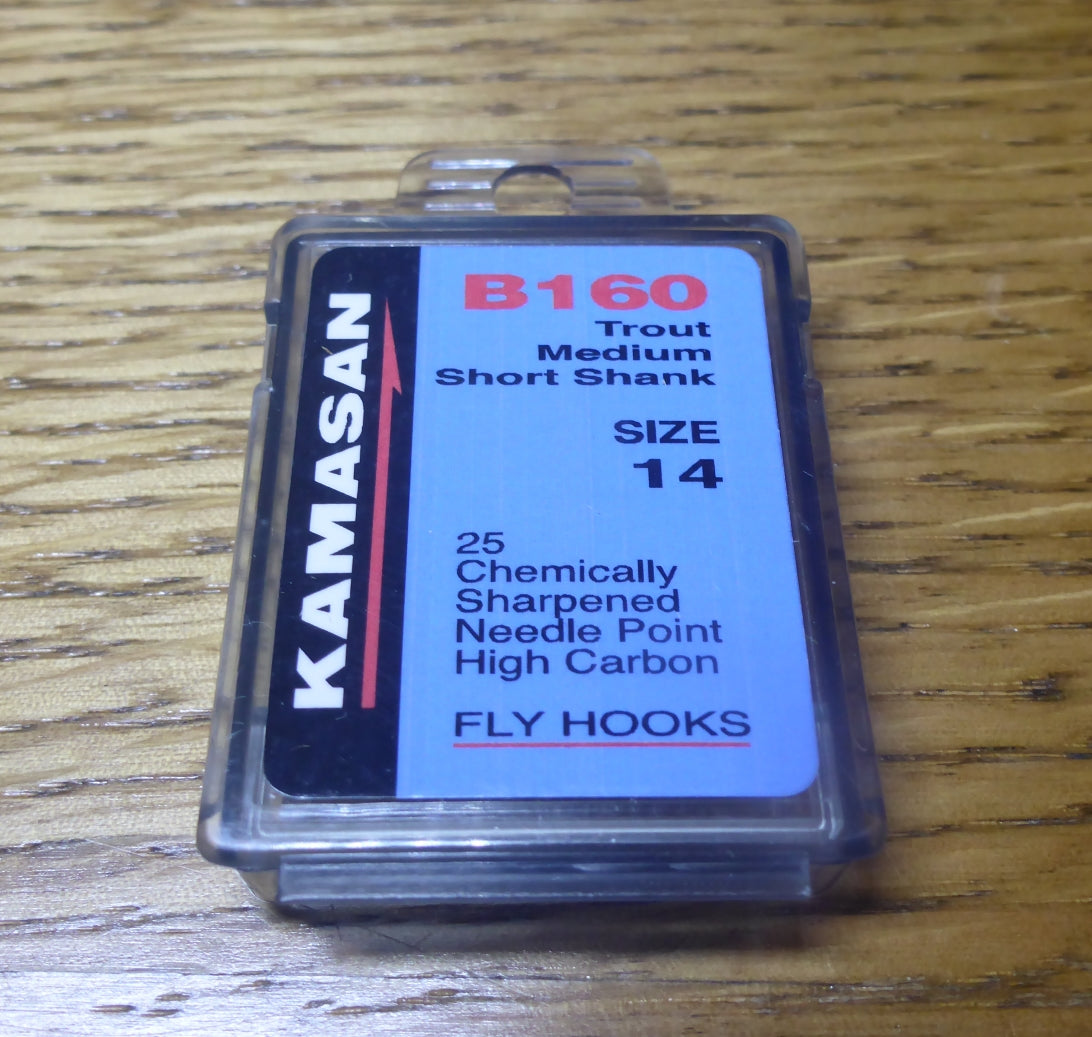 KAMASAN
B160
Trout
Medium
Short Shank
SIZE
14
25
Chemically
Sharpened
Needle Point
High Carbon
FLY HOOKS